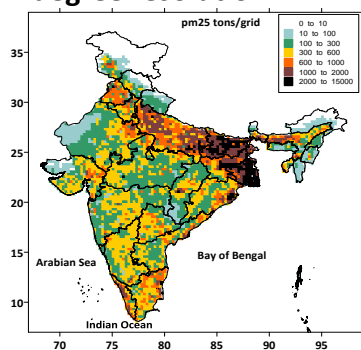 pm25 tons/grid
0 to 10
10 to 100
100 to 300
300 to 600
600 to 1000
1000 to 2000
2000 to 15000
35
30
25
20
15
10
Arabian Sea
Bay of Bengal
Indian Ocean
70 75 80 85 90 95